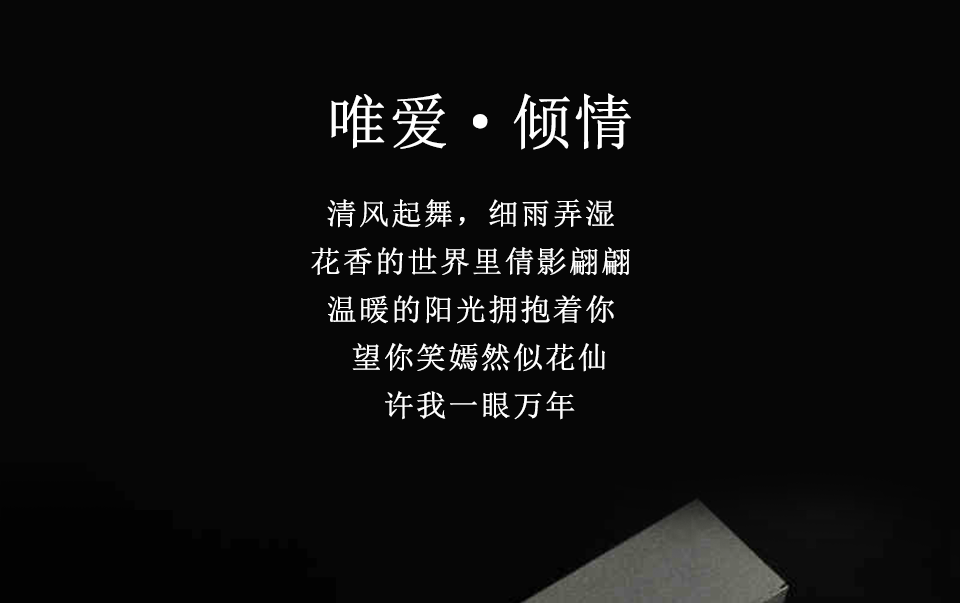 唯爱·倾情
清风起舞，细雨弄湿
花香的世界里倩影翩翩
温暖的阳光拥抱着你
望你笑嫣然似花仙
许我一眼万年